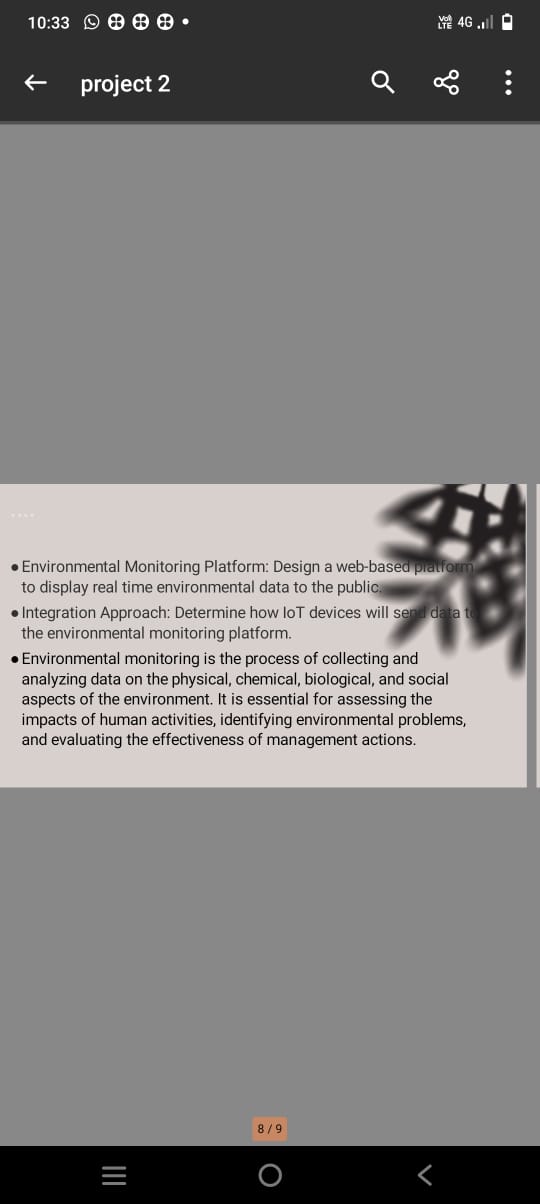 10:33
Vo) LTE 4G
project 2
....
● Environmental Monitoring Platform: Design a web-based platform
to display real time environmental data to the public.
● Integration Approach: Determine how IoT devices will send data to
the environmental monitoring platform.
● Environmental monitoring is the process of collecting and
analyzing data on the physical, chemical, biological, and social
aspects of the environment. It is essential for assessing the
impacts of human activities, identifying environmental problems,
and evaluating the effectiveness of management actions.
8 / 9